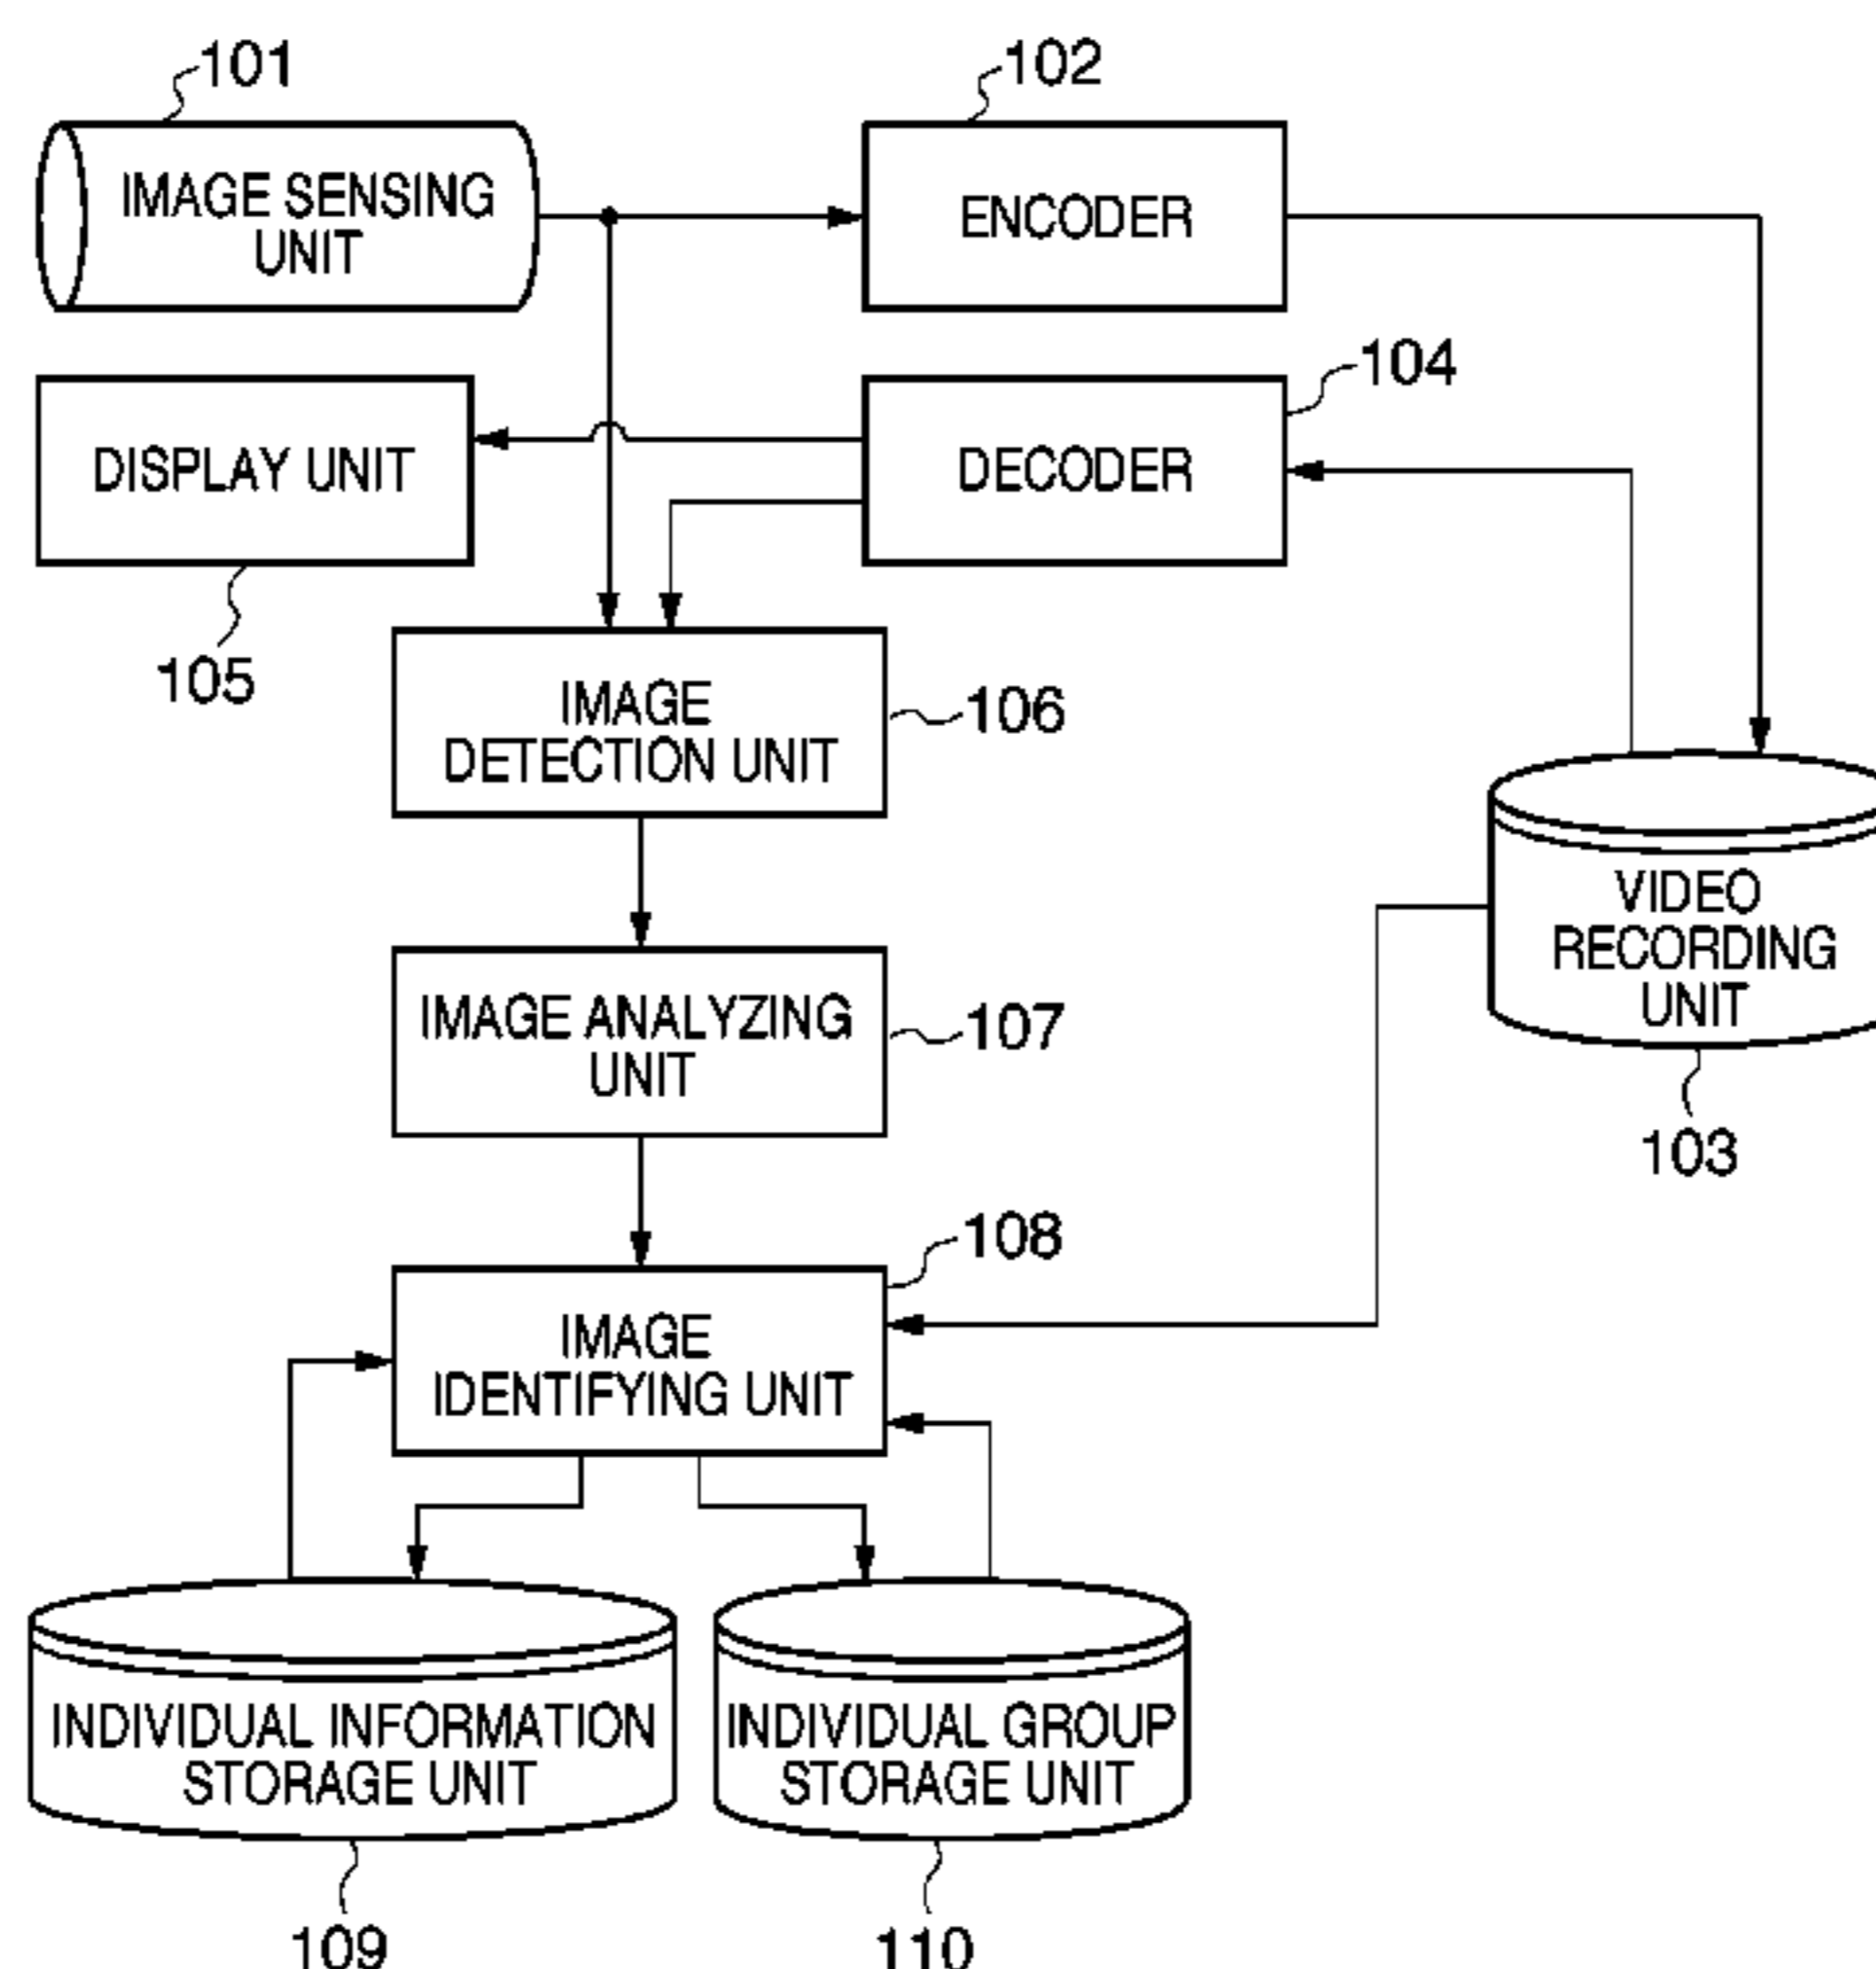 101
102
IMAGE SENSING
UNIT
ENCODER
104
DISPLAY UNIT
DECODER
105
IMAGE
DETECTION UNIT
106
VIDEO
RECORDING
UNIT
IMAGE ANALYZING
UNIT
107
103
108
IMAGE
IDENTIFYING UNIT
INDIVIDUAL INFORMATION
STORAGE UNIT
INDIVIDUAL GROUP
STORAGE UNIT
109
110